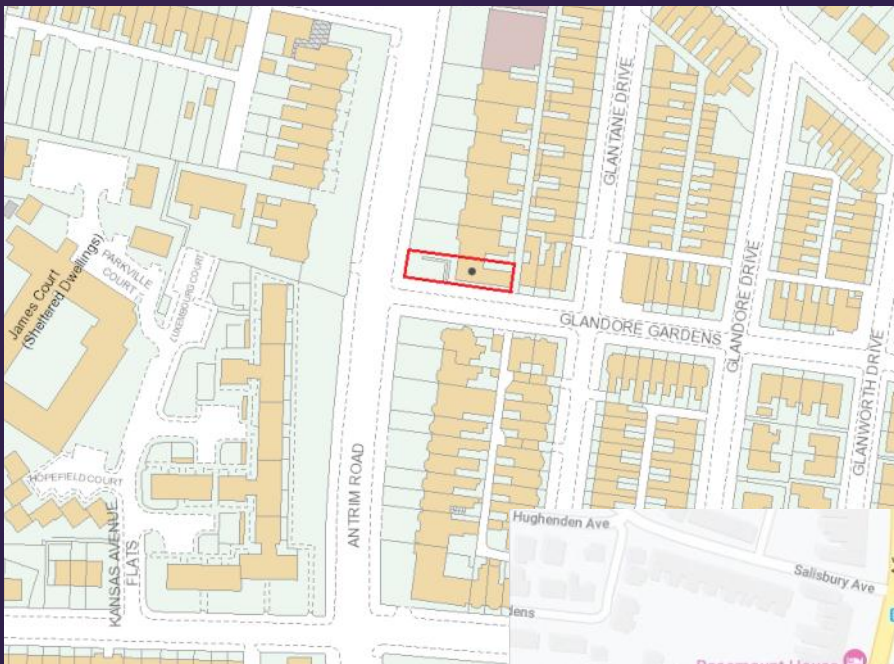 GLANTANE DRIVE
James Court
(Sheltered Dwellings)
PARKVILLE
COURT
LUXEMBOURG COURT
GLANDORE GARDENS
GLANDORE DRIVE
GLANWORTH DRIVE
HOPEFIELD COURT
KANSAS AVENUE
FLATS
ANTRIM ROAD
Hughenden Ave
Salisbury Ave
dens